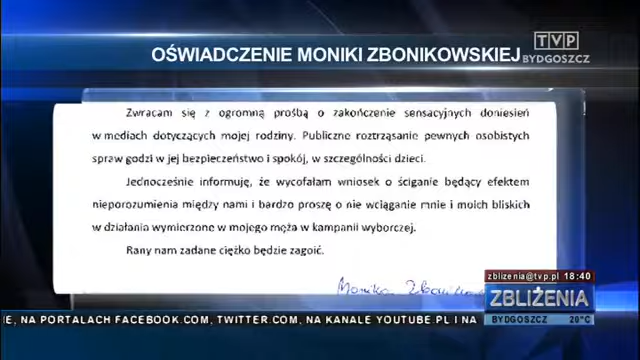 OŚWIADCZENIE MONIKI ZBONIKOWSKIEJ
TVP
BYDGOSZCZ
Zwracam się z ogromną prośbą o zakończenie sensacyjnych doniesień
w mediach dotyczących mojej rodziny. Publiczne roztrząsanie pewnych osobistych
spraw godzi w jej bezpieczeństwo i spokój, w szczególności dzieci.
Jednocześnie informuję, że wycofałam wniosek o ściganie będący efektem
nieporozumienia między nami i bardzo proszę o nie wciąganie mnie i moich bliskich
w działania wymierzone w mojego męża w kampanii wyborczej.
Rany nam zadane ciężko będzie zagoić.
Monika
zblizenia@tvp.pl 18:40
ZBLIŻENIA
IE, NA PORTALACH FACEBOOK.COM, TWITTER.COM, NA KANALE YOUTUBE.PL I NA
BYDGOSZCZ 20°C